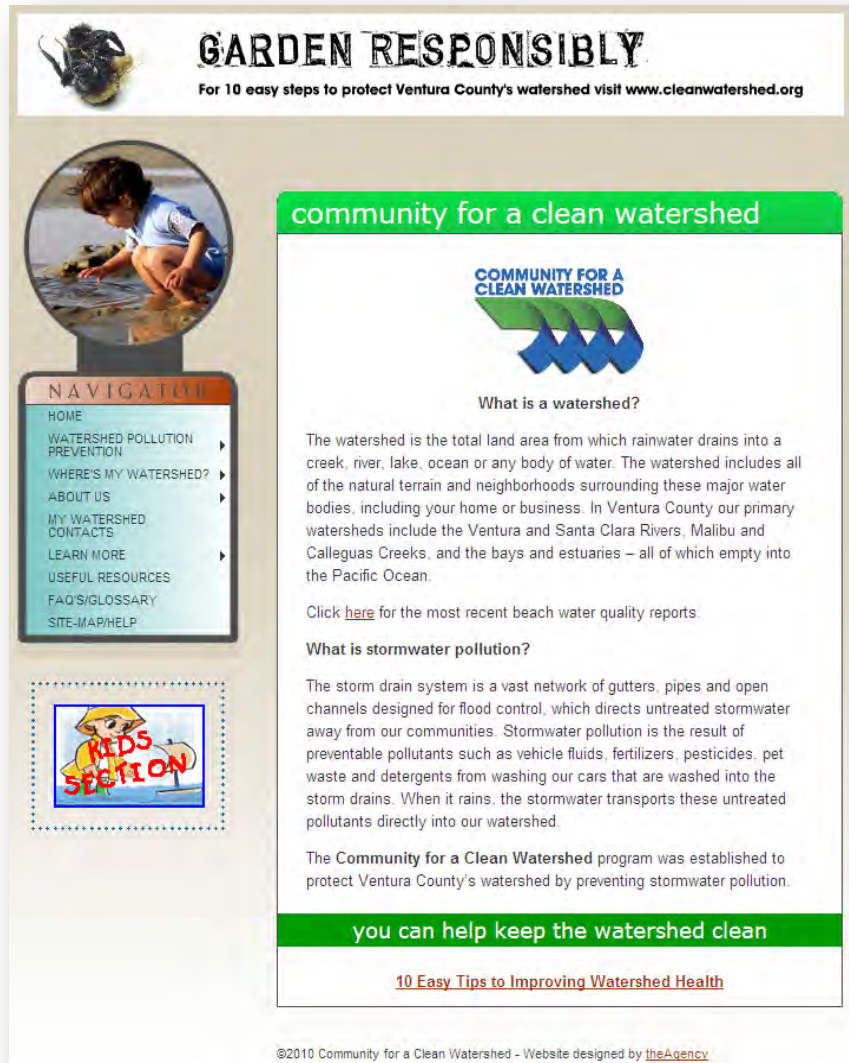 GARDEN RESPONSIBLY
For 10 easy steps to protect Ventura County's watershed visit www.cleanwatershed.org
NAVIGATOR
HOME
WATERSHED POLLUTION
PREVENTION
WHERE'S MY WATERSHED?
ABOUT US
MY WATERSHED
CONTACTS
LEARN MORE
USEFUL RESOURCES
FAQ'S/GLOSSARY
SITE-MAP/HELP
KIDS
SECTION
community for a clean watershed
COMMUNITY FOR A
CLEAN WATERSHED
What is a watershed?
The watershed is the total land area from which rainwater drains into a
creek, river, lake, ocean or any body of water. The watershed includes all
of the natural terrain and neighborhoods surrounding these major water
bodies, including your home or business. In Ventura County our primary
watersheds include the Ventura and Santa Clara Rivers, Malibu and
Calleguas Creeks, and the bays and estuaries – all of which empty into
the Pacific Ocean.
Click here for the most recent beach water quality reports.
What is stormwater pollution?
The storm drain system is a vast network of gutters, pipes and open
channels designed for flood control, which directs untreated stormwater
away from our communities. Stormwater pollution is the result of
preventable pollutants such as vehicle fluids, fertilizers, pesticides, pet
waste and detergents from washing our cars that are washed into the
storm drains. When it rains, the stormwater transports these untreated
pollutants directly into our watershed.
The Community for a Clean Watershed program was established to
protect Ventura County's watershed by preventing stormwater pollution.
you can help keep the watershed clean
10 Easy Tips to Improving Watershed Health
©2010 Community for a Clean Watershed - Website designed by theAgency